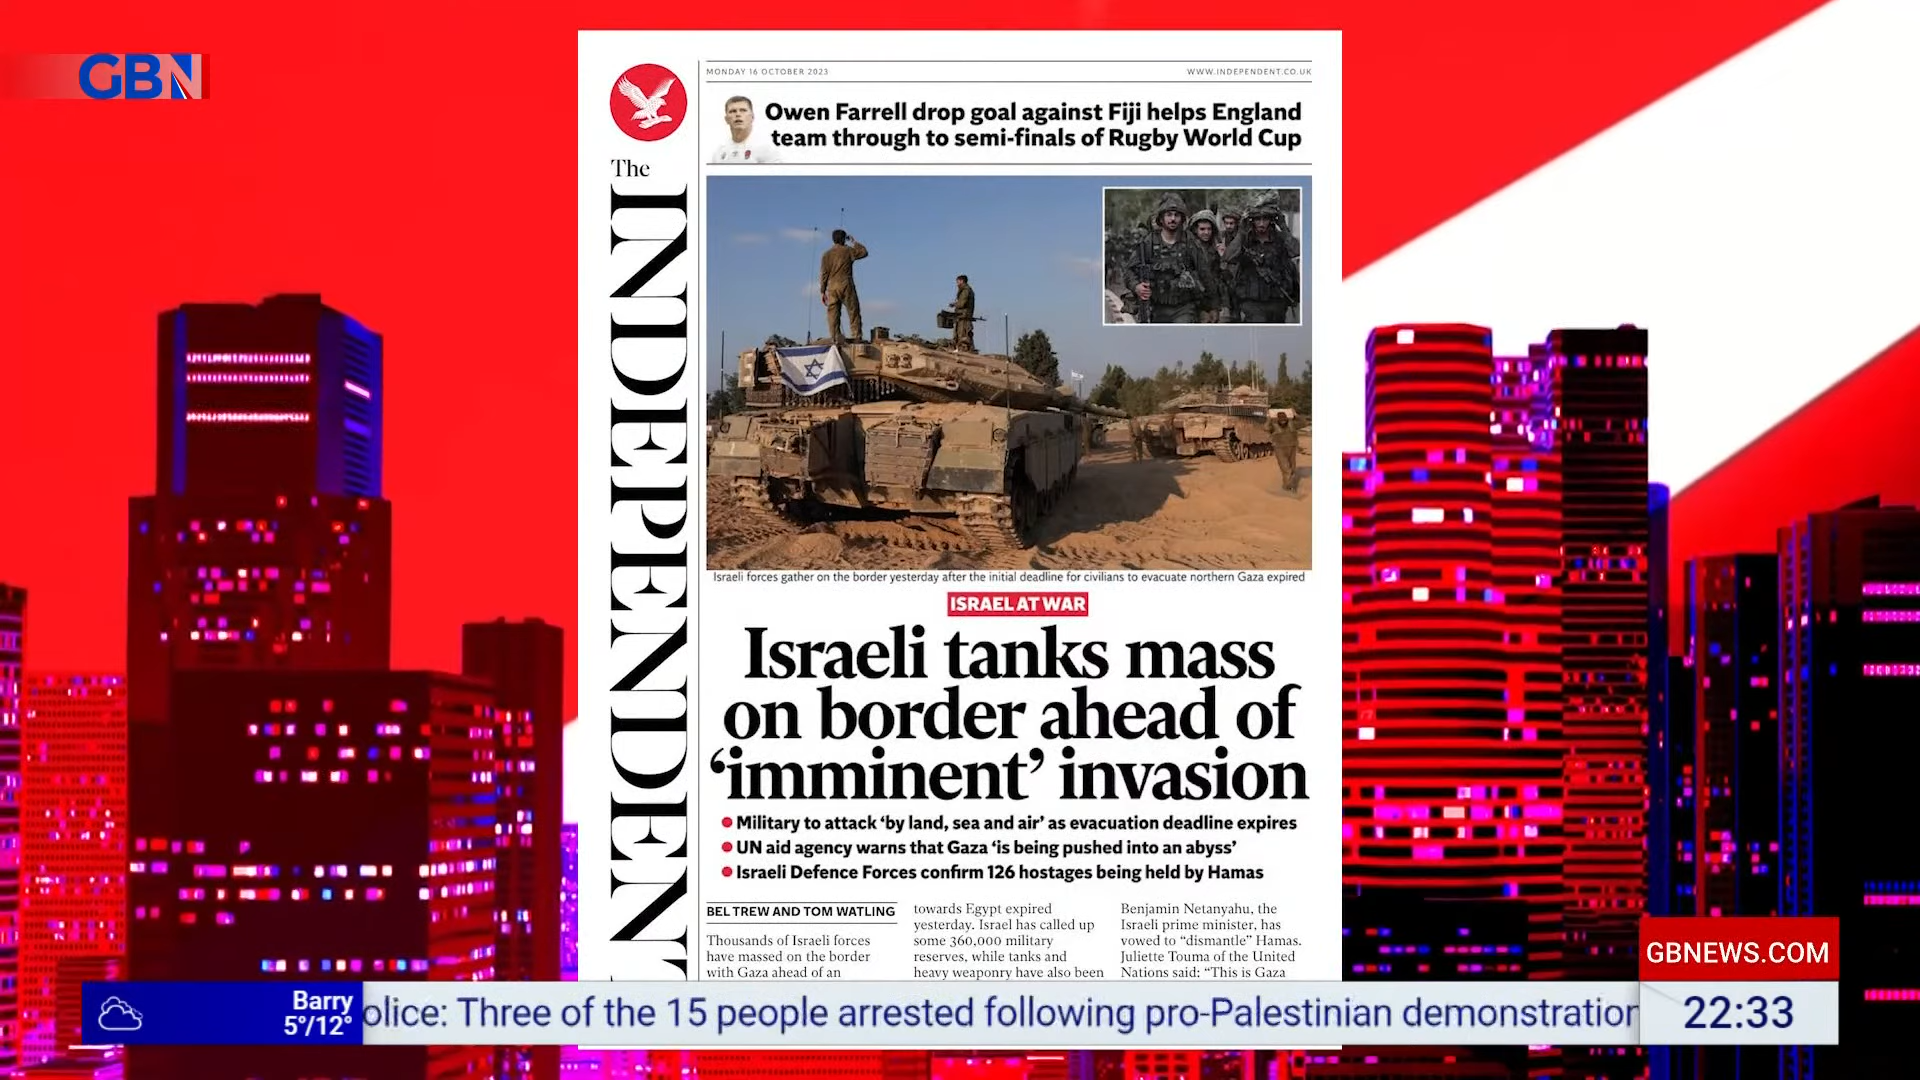 GBN
MONDAY 16 OCTOBER 2023
WWW.INDEPENDENT.CO.UK
Owen Farrell drop goal against Fiji helps England
team through to semi-finals of Rugby World Cup
The
INDEPENDENT
Israeli forces gather on the border yesterday after the initial deadline for civilians to evacuate northern Gaza expired
ISRAEL AT WAR
Israeli tanks mass
on border ahead of
‘imminent’ invasion
Military to attack ‘by land, sea and air’ as evacuation deadline expires
UN aid agency warns that Gaza ‘is being pushed into an abyss’
Israeli Defence Forces confirm 126 hostages being held by Hamas
BEL TREW AND TOM WATLING
Thousands of Israeli forces
have massed on the border
with Gaza ahead of an
towards Egypt expired
yesterday. Israel has called up
some 360,000 military
reserves, while tanks and
heavy weaponry have also been
Benjamin Netanyahu, the
Israeli prime minister, has
vowed to “dismantle” Hamas.
Juliette Touma of the United
Nations said: “This is Gaza
GBNEWS.COM
Barry
5°/12°
olice: Three of the 15 people arrested following pro-Palestinian demonstration
22:33